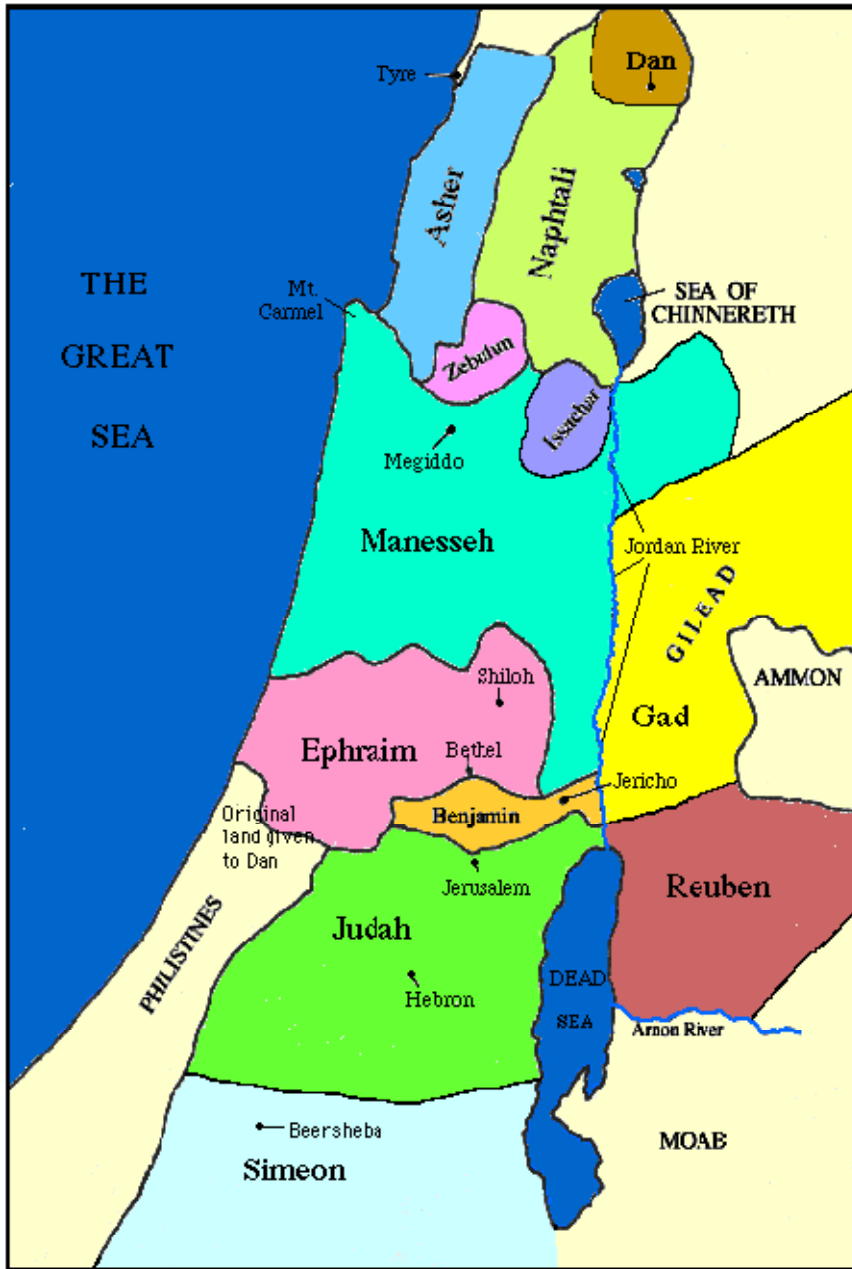 Dan
Tyre
Asher
Naphtali
THE
GREAT
SEA
Mt.
Carmel
SEA OF
CHINNERETH
Zebulun
Issachar
Megiddo
Manesseh
Jordan River
GILEAD
Shiloh
AMMON
Gad
Ephraim
Bethel
Jericho
Original
land given
to Dan
Benjamin
Jerusalem
Reuben
Judah
PHILISTINES
Hebron
DEAD
SEA
Arnon River
Beersheba
MOAB
Simeon